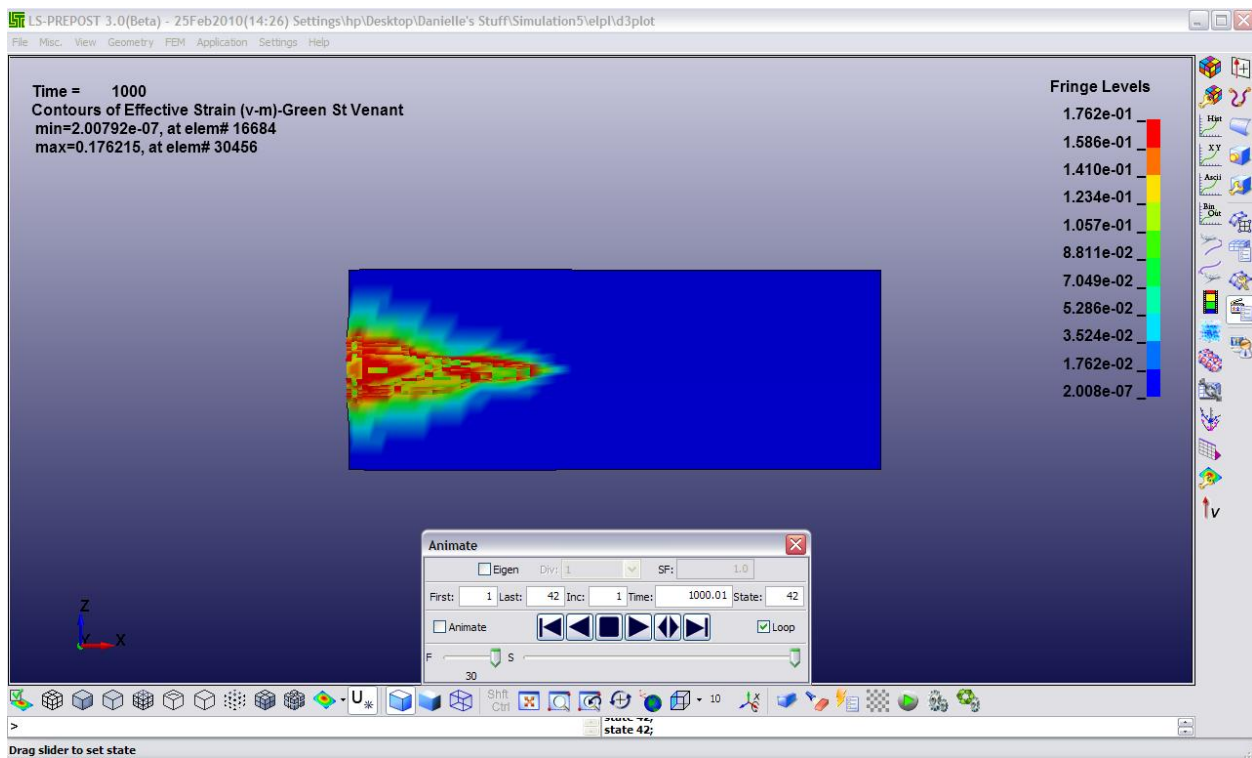 LS-PREPOST 3.0(Beta) - 25Feb2010(14:26) Settings\hp\Desktop\Danielle's Stuff\Simulation5\elpl\d3plot
File Misc. View Geometry FEM Application Settings Help
Time = 1000
Contours of Effective Strain (v-m)-Green St Venant
min=2.00792e-07, at elem# 16684
max=0.176215, at elem# 30456
Fringe Levels
1.762e-01
1.586e-01
1.410e-01
1.234e-01
1.057e-01
8.811e-02
7.049e-02
5.286e-02
3.524e-02
1.762e-02
2.008e-07
Hist
X Y
Ascii
Bin
Out
V
Z
Y X
Animate
Eigen Div: 1 SF: 1.0
First: 1 Last: 42 Inc: 1 Time: 1000.01 State: 42
Animate Loop
F S
30
U
*
Shft
Ctrl
10
>
state 42;
state 42;
Drag slider to set state